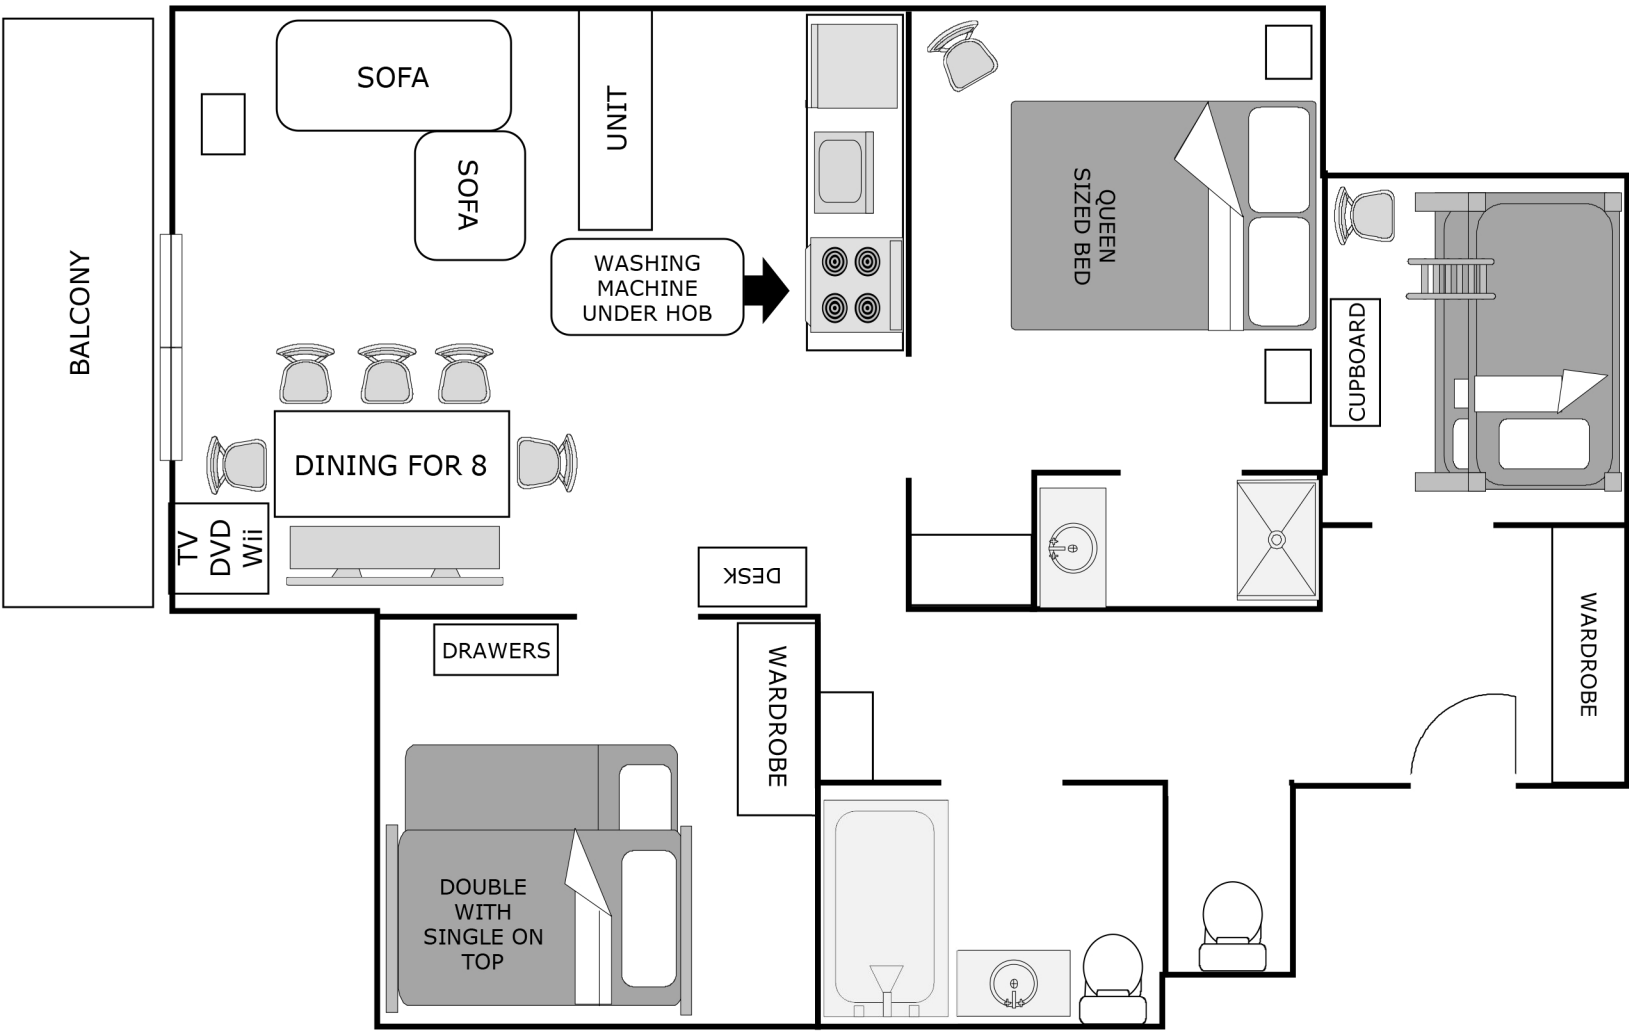 SOFA
SOFA
UNIT
BALCONY
WASHING
MACHINE
UNDER HOB
QUEEN
SIZED BED
CUPBOARD
DINING FOR 8
TV
DVD
Wii
DESK
DRAWERS
WARDROBE
WARDROBE
DOUBLE
WITH
SINGLE ON
TOP